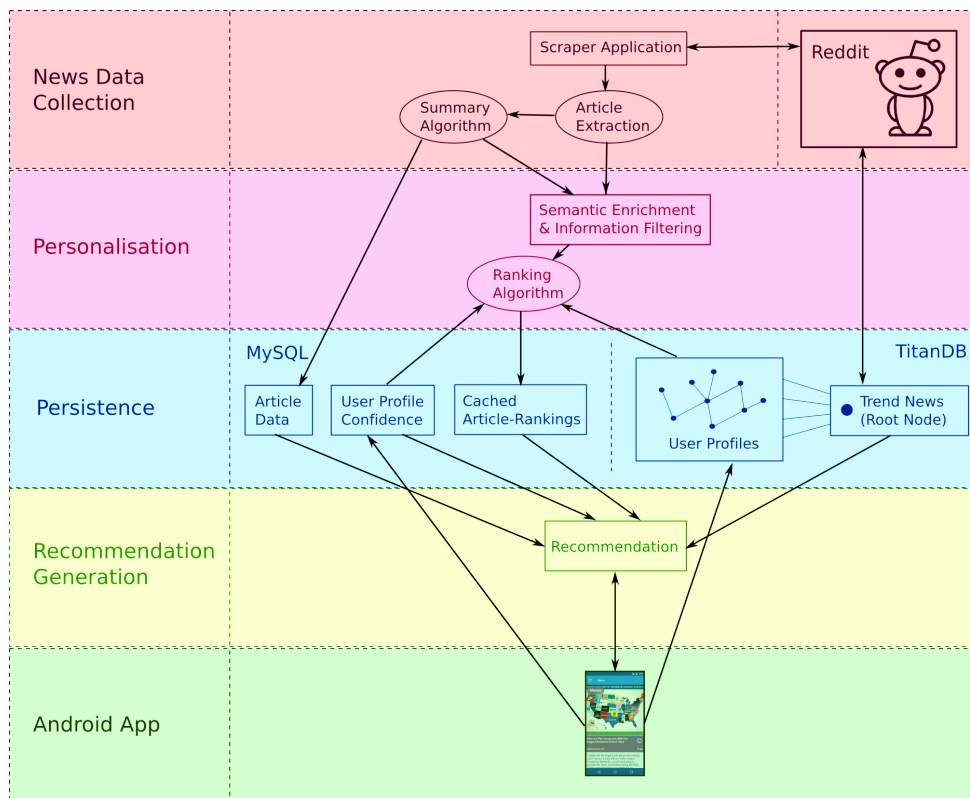 News Data
Collection
Scraper Application
Reddit
Summary
Algorithm
Article
Extraction
Personalisation
Semantic Enrichment
& Information Filtering
Ranking
Algorithm
Persistence
MySQL
TitanDB
Article
Data
User Profile
Confidence
Cached
Article-Rankings
User Profiles
Trend News
(Root Node)
Recommendation
Generation
Recommendation
Android App